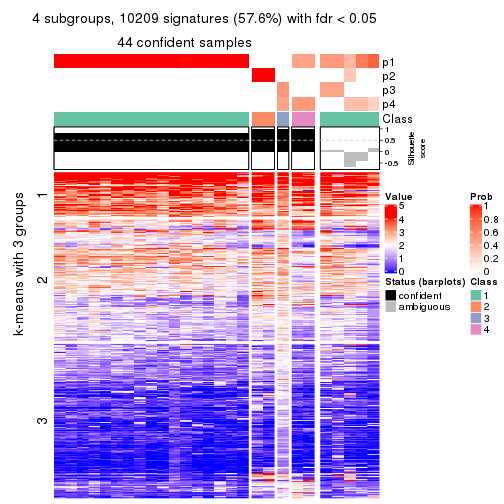 4 subgroups, 10209 signatures (57.6%) with fdr < 0.05
44 confident samples
p1
p2
p3
p4
Class
1
0.5
0
-0.5
Silhouette
score
k-means with 3 groups
1
2
3
Value
5
4
3
2
1
0
Prob
1
0.8
0.6
0.4
0.2
0
Status (barplots)
confident
ambiguous
Class
1
2
3
4